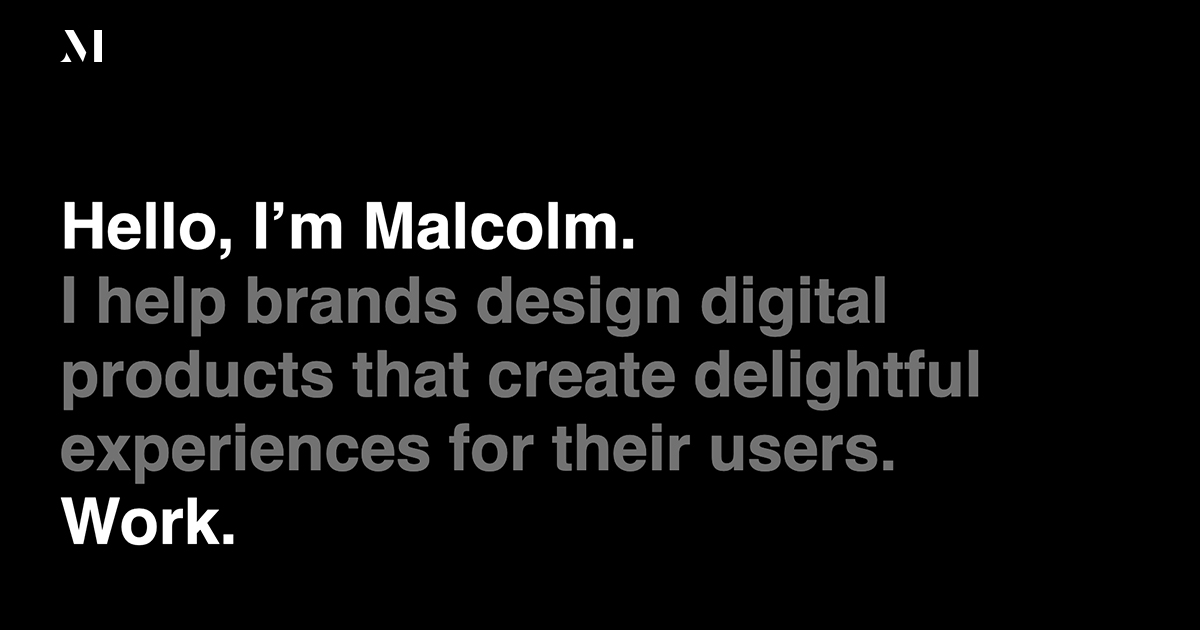 M
Hello, I’m Malcolm.
I help brands design digital
products that create delightful
experiences for their users.
Work.